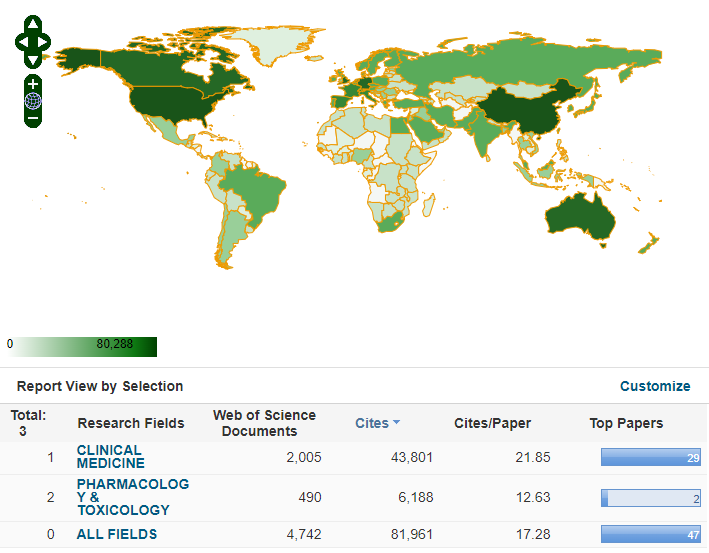 0 80,288
Report View by Selection Customize
Total:
3 Research Fields Web of Science
Documents Cites Cites/Paper Top Papers
1 CLINICAL
MEDICINE 2,005 43,801 21.85 29
2 PHARMACOLOG
Y &
TOXICOLOGY 490 6,188 12.63 2
0 ALL FIELDS 4,742 81,961 17.28 47